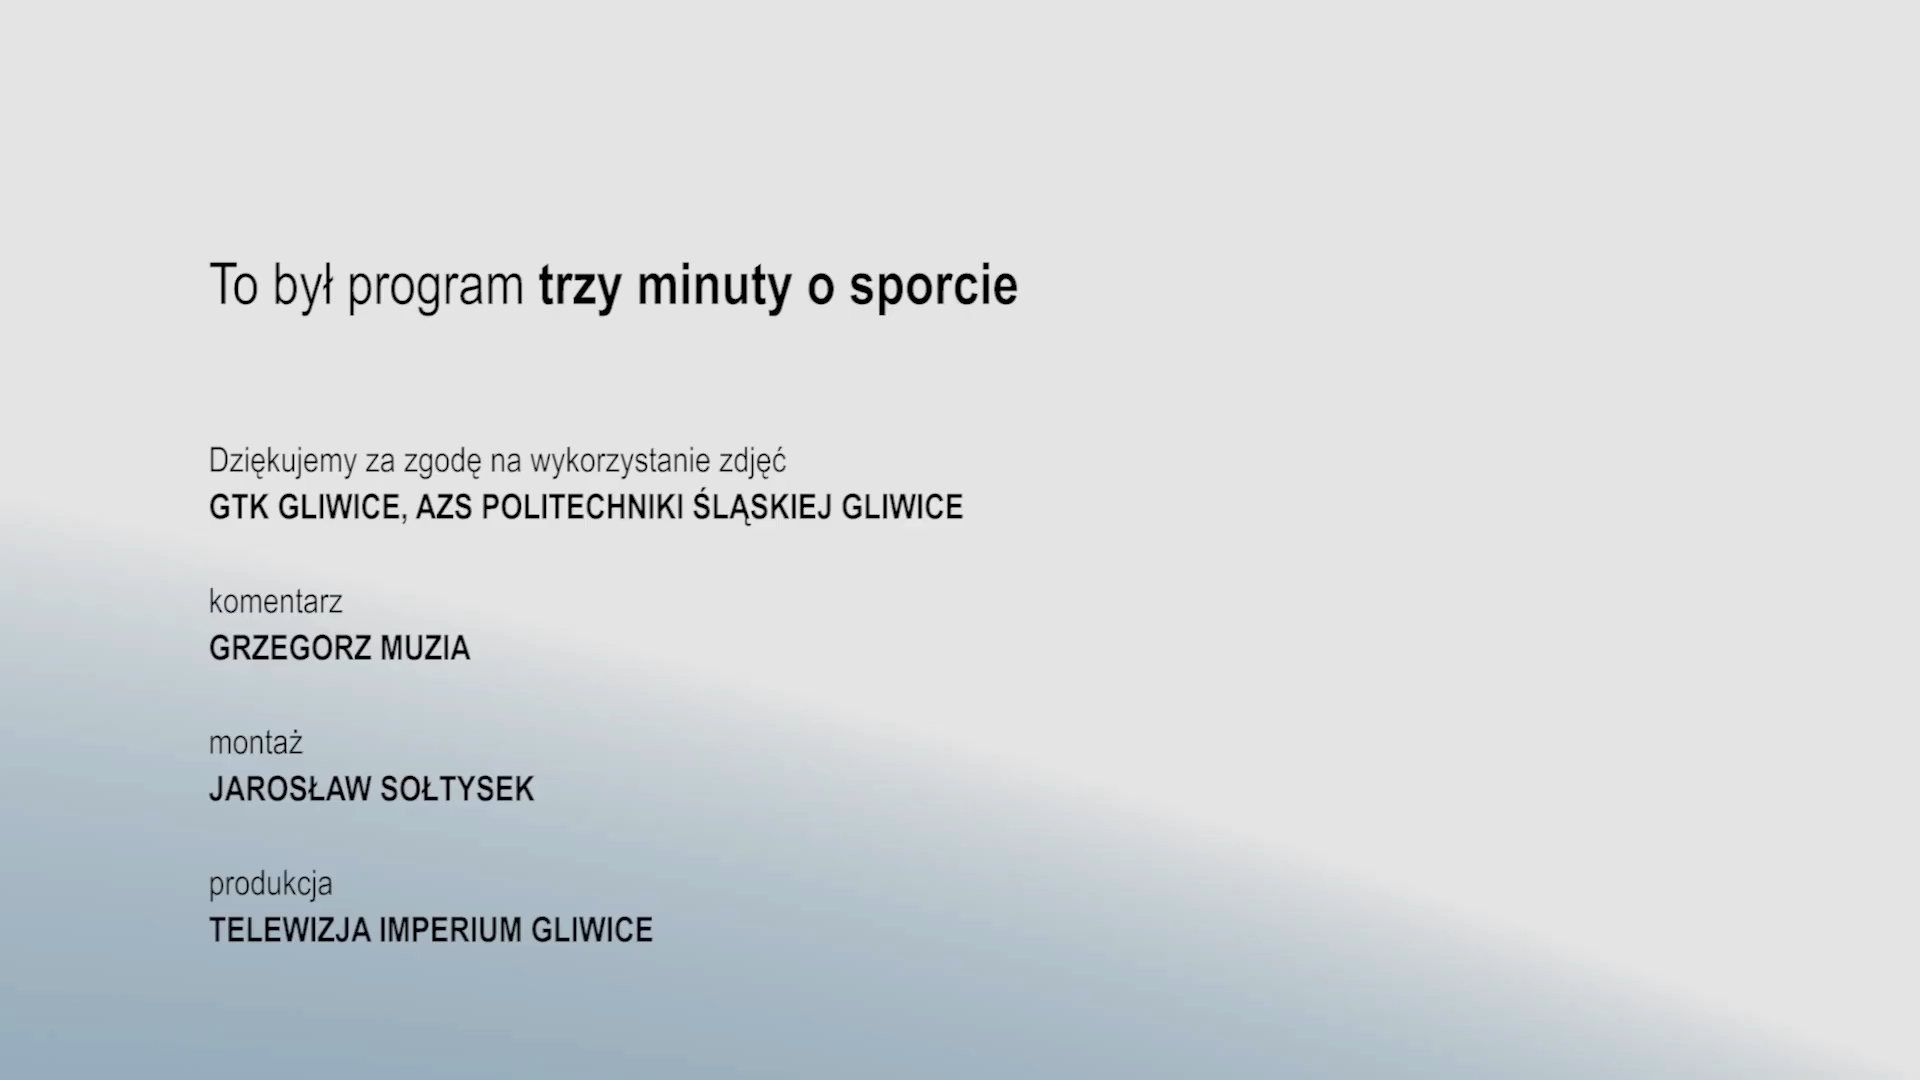 To był program trzy minuty o sporcie
Dziękujemy za zgodę na wykorzystanie zdjęć
GTK GLIWICE, AZS POLITECHNIKI ŚLĄSKIEJ GLIWICE
komentarz
GRZEGORZ MUZIA
montaż
JAROSŁAW SOŁTYSEK
produkcja
TELEWIZJA IMPERIUM GLIWICE